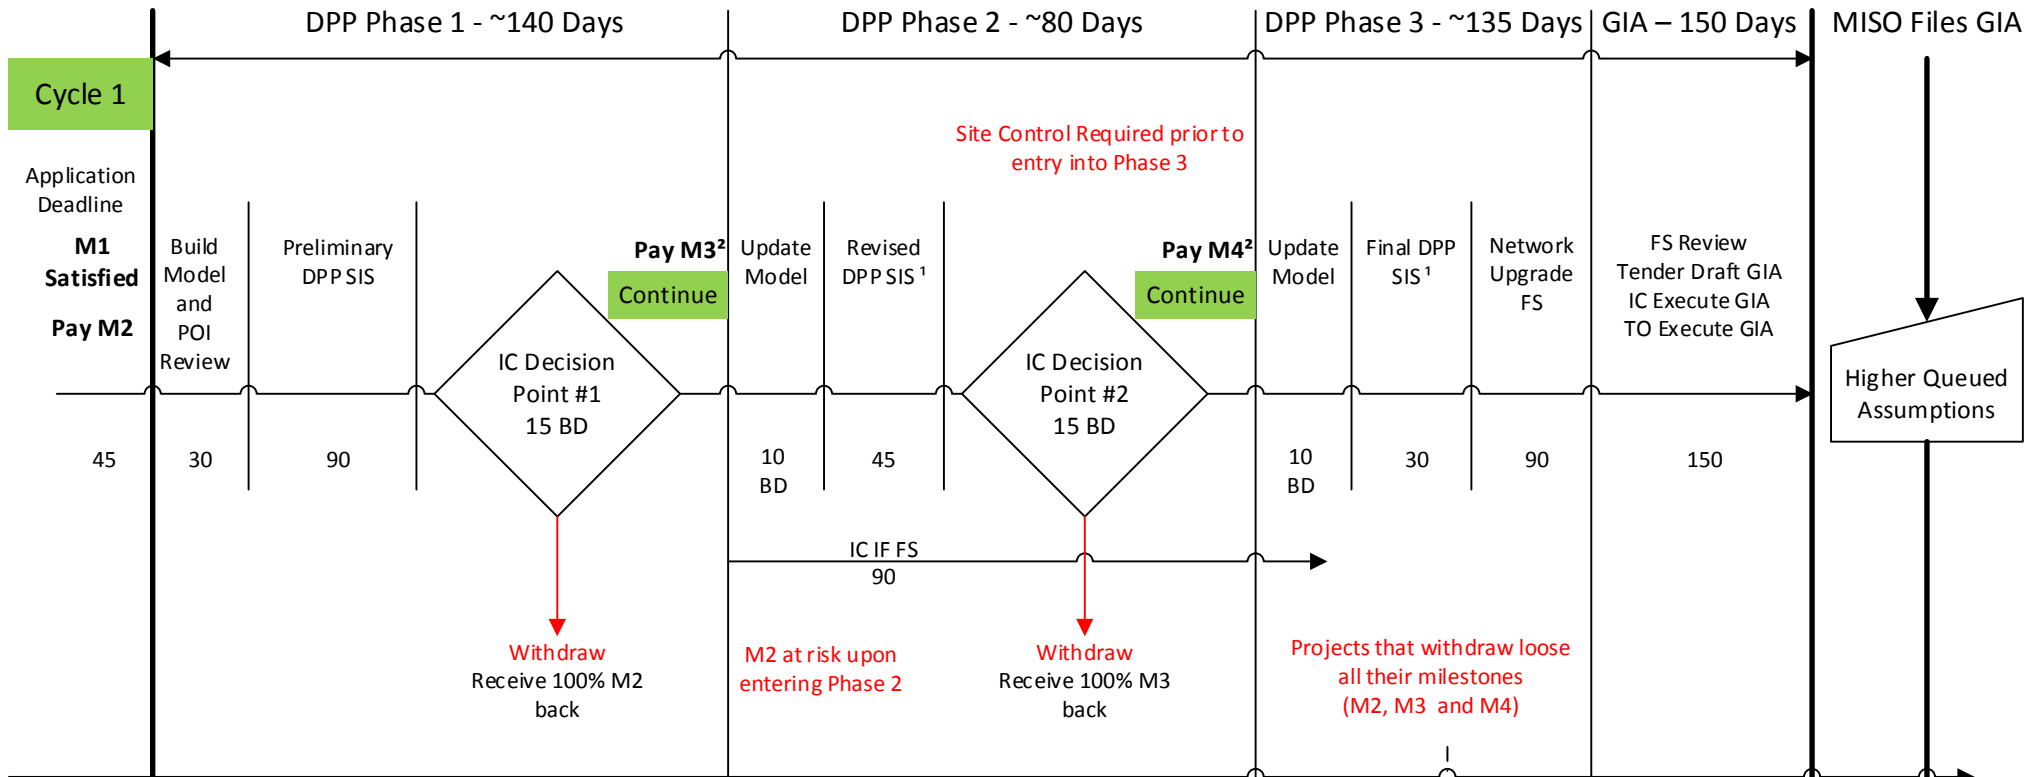 DPP Phase 1 - ~140 Days
DPP Phase 2 - ~80 Days
DPP Phase 3 - ~135 Days
GIA – 150 Days
MISO Files GIA
Cycle 1
Site Control Required prior to
entry into Phase 3
Application
Deadline
M1
Satisfied
Pay M2
Build
Model
and
POI
Review
Preliminary
DPP SIS
Pay M3²
Continue
IC Decision
Point #1
15 BD
Update
Model
Revised
DPP SIS ¹
Pay M4²
Continue
IC Decision
Point #2
15 BD
Update
Model
Final DPP
SIS ¹
Network
Upgrade
FS
FS Review
Tender Draft GIA
IC Execute GIA
TO Execute GIA
Higher Queued
Assumptions
45
30
90
10
BD
45
10
BD
30
90
150
IC IF FS
90
Withdraw
Receive 100% M2
back
M2 at risk upon
entering Phase 2
Withdraw
Receive 100% M3
back
Projects that withdraw loose
all their milestones
(M2, M3 and M4)